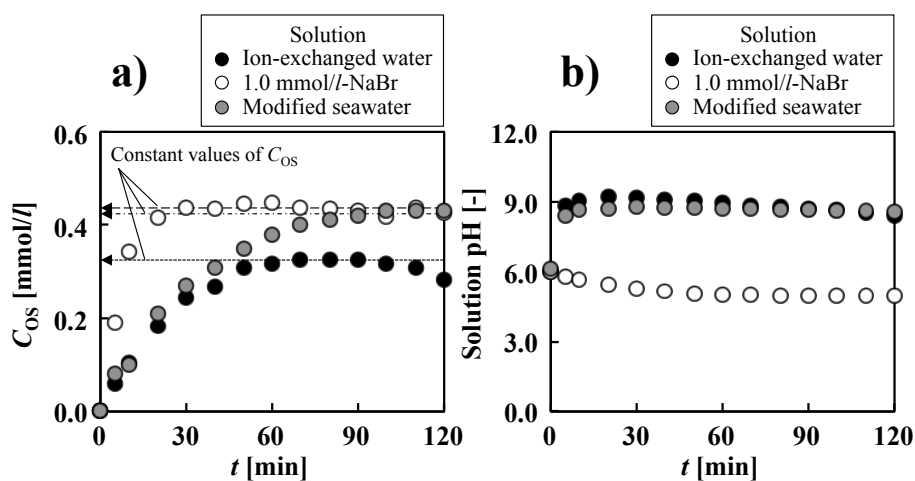 Solution
Ion-exchanged water
1.0 mmol/l-NaBr
Modified seawater
a)
Constant values of COS
0.6
0.4
0.2
0.0
COS [mmol/l]
0
30
60
90
120
t [min]
Solution
Ion-exchanged water
1.0 mmol/l-NaBr
Modified seawater
b)
12.0
9.0
6.0
3.0
0.0
Solution pH [-]
0
30
60
90
120
t [min]